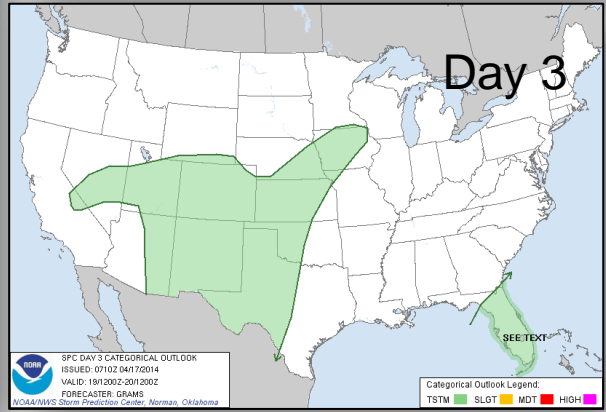 Day 3
SEE TEXT
NOAA
SPC DAY 3 CATEGORICAL OUTLOOK
ISSUED: 0710Z 04/17/2014
VALID: 19/1200Z-20/1200Z
FORECASTER: GRAMS
NOAA/NWS Storm Prediction Center, Norman, Oklahoma
Categorical Outlook Legend:
TSTM SLGT MDT HIGH